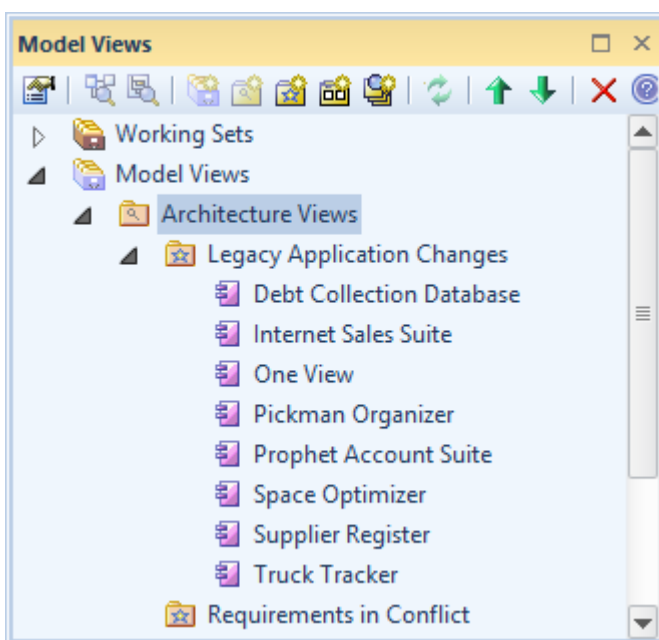 Model Views
Working Sets
Model Views
Architecture Views
Legacy Application Changes
Debt Collection Database
Internet Sales Suite
One View
Pickman Organizer
Prophet Account Suite
Space Optimizer
Supplier Register
Truck Tracker
Requirements in Conflict